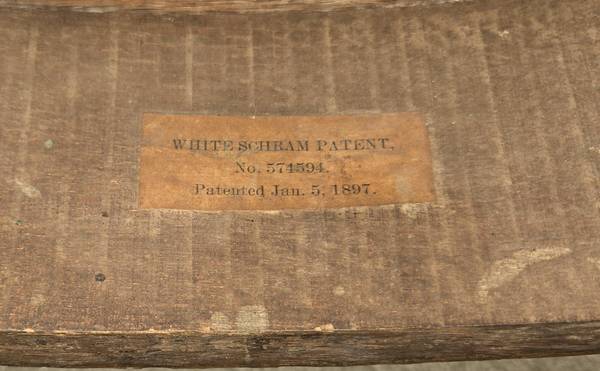 WHITE SCHRAM PATENT,
No. 574594.
Patented Jan. 5, 1897.